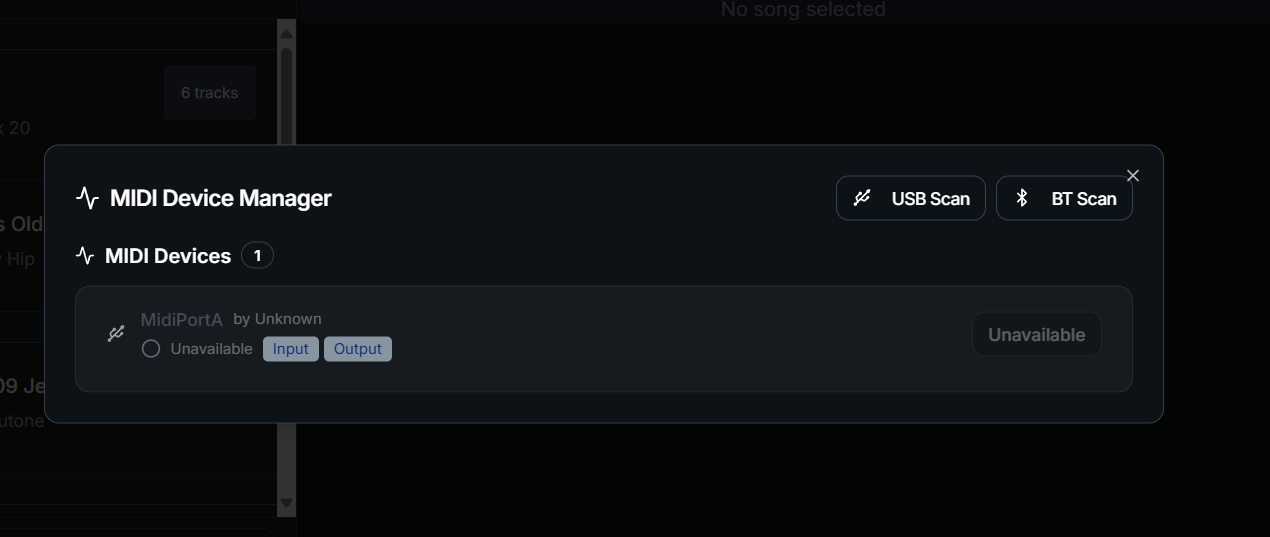 No song selected
6 tracks
x 20
MIDI Device Manager
USB Scan
BT Scan
s Old
MIDI Devices 1
Hip
MidiPortA by Unknown
Unavailable Input Output
Unavailable
09 Je
utone